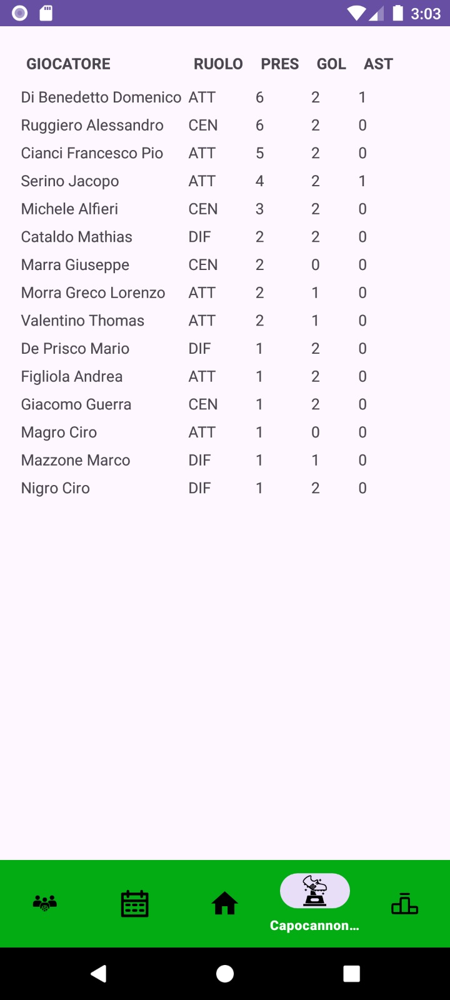 3:03
GIOCATORE RUOLO PRES GOL AST
Di Benedetto Domenico ATT 6 2 1
Ruggiero Alessandro CEN 6 2 0
Cianci Francesco Pio ATT 5 2 0
Serino Jacopo ATT 4 2 1
Michele Alfieri CEN 3 2 0
Cataldo Mathias DIF 2 2 0
Marra Giuseppe CEN 2 0 0
Morra Greco Lorenzo ATT 2 1 0
Valentino Thomas ATT 2 1 0
De Prisco Mario DIF 1 2 0
Figliola Andrea ATT 1 2 0
Giacomo Guerra CEN 1 2 0
Magro Ciro ATT 1 0 0
Mazzone Marco DIF 1 1 0
Nigro Ciro DIF 1 2 0
Capocannon...